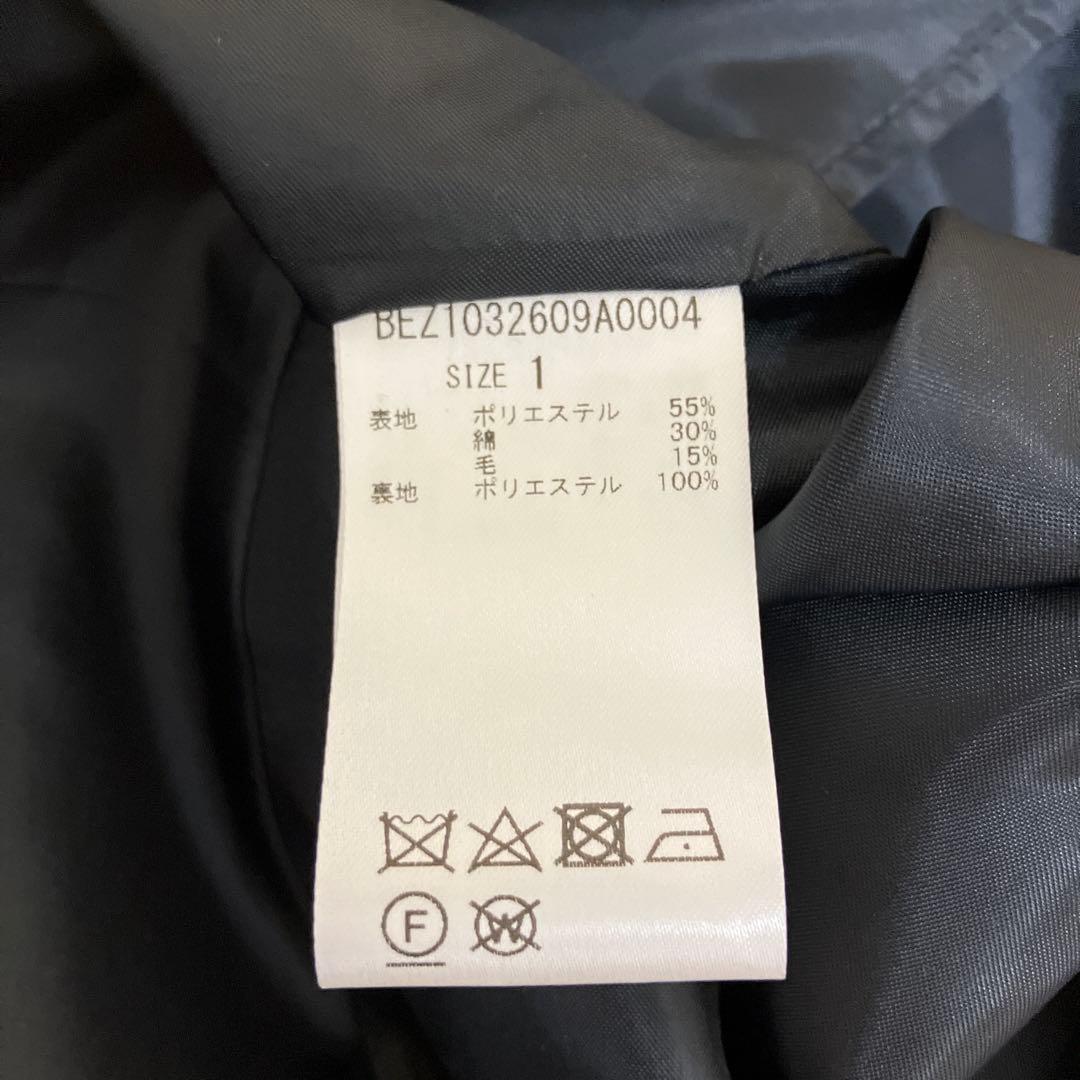 BEZ1032609A0004
SIZE 1
表地 ポリエステル 55%
綿 30%
毛 15%
裏地 ポリエステル 100%
F W